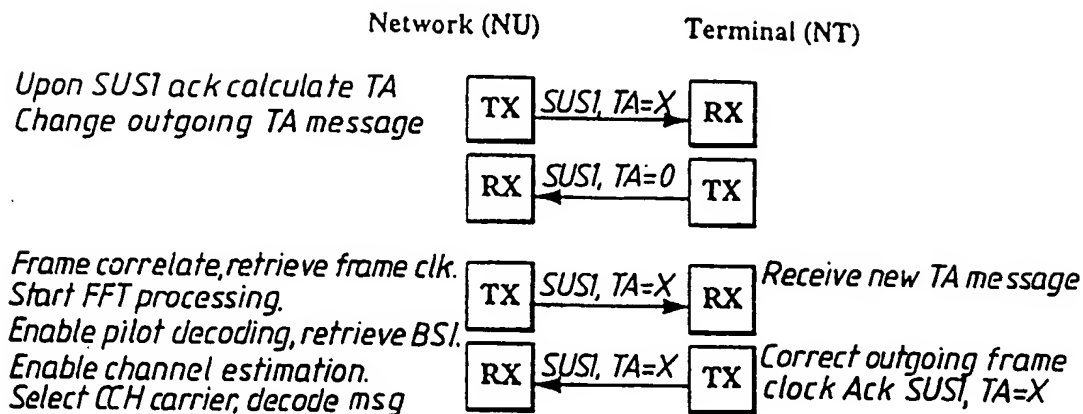 Network (NU) Terminal (NT)
Upon SUS1 ack calculate TA
Change outgoing TA message
TX SUS1, TA=X RX
RX SUS1, TA=0 TX
Frame correlate, retrieve frame clk.
Start FFT processing.
TX SUS1, TA=X RX
Receive new TA message
Enable pilot decoding, retrieve BSI.
Enable channel estimation.
Select CCH carrier, decode msg
RX SUS1, TA=X TX
Correct outgoing frame
clock Ack SUS1, TA=X